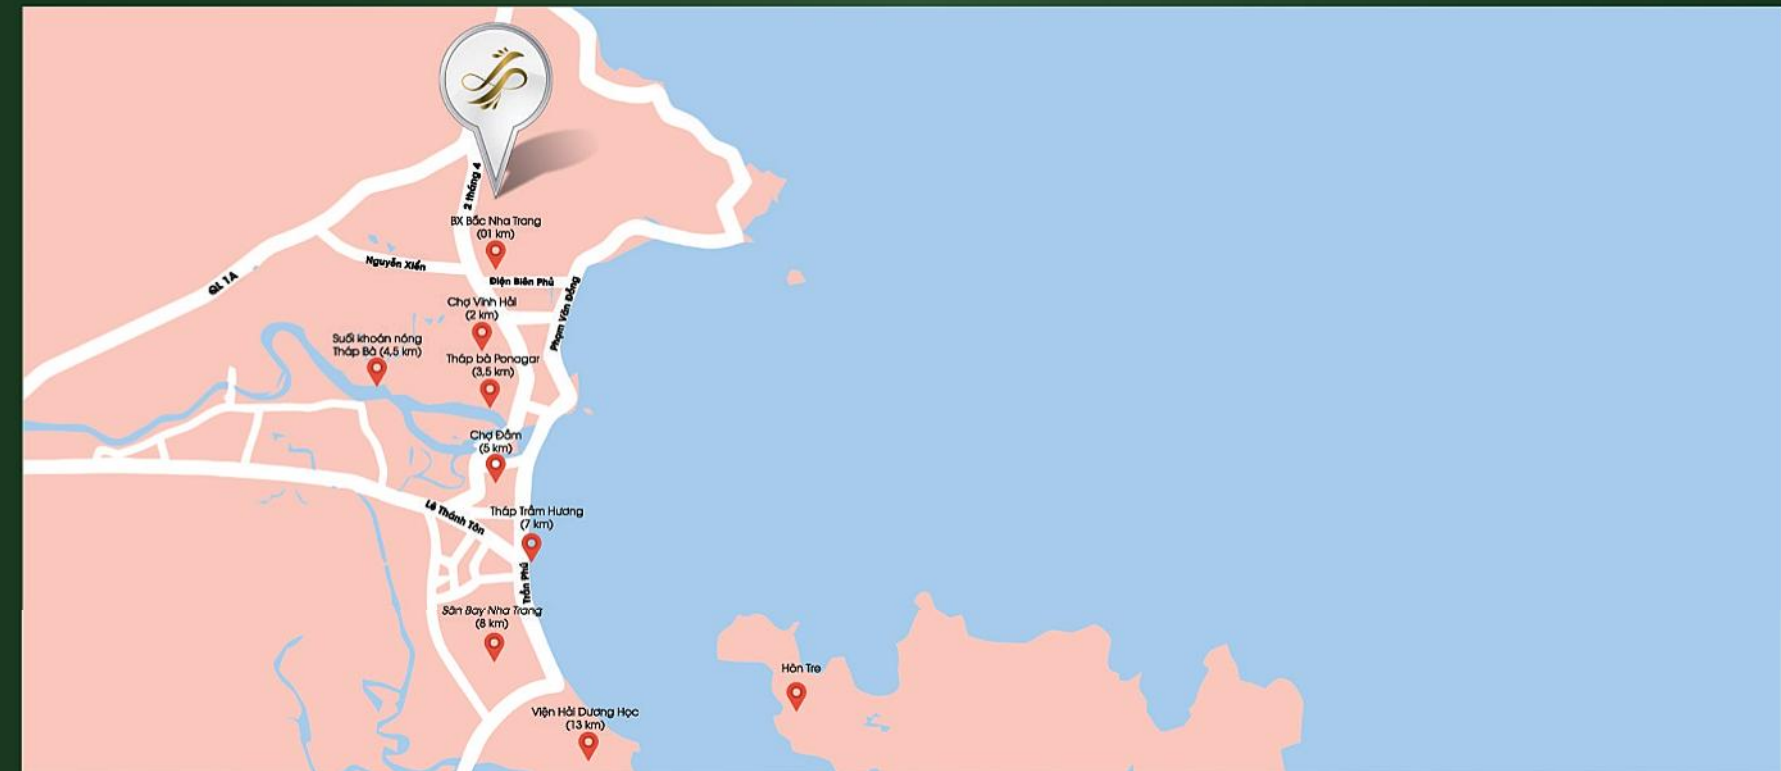 2 tháng 4
BX Bắc Nha Trang
(01 km)
Nguyễn Xiển
QL 1A
Điện Biên Phủ
Phạm Văn Đồng
Chợ Vĩnh Hải
(2 km)
Suối khoán nóng
Tháp Bà (4,5 km)
Tháp bà Ponagar
(3,5 km)
Chợ Đầm
(5 km)
Lê Thánh Tôn
Tháp Trầm Hương
(7 km)
Trần Phú
Sân Bay Nha Trang
(8 km)
Hòn Tre
Viện Hải Dương Học
(13 km)